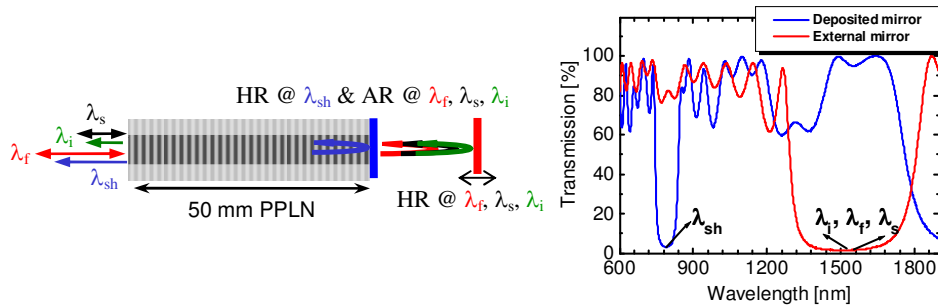 HR @ λsh & AR @ λf, λs, λi
λs
λi
λf
λsh
50 mm PPLN
HR @ λf, λs, λi
Deposited mirror
External mirror
Transmission [%]
100
80
60
40
20
0
λsh
λi, λf, λs
600 900 1200 1500 1800
Wavelength [nm]